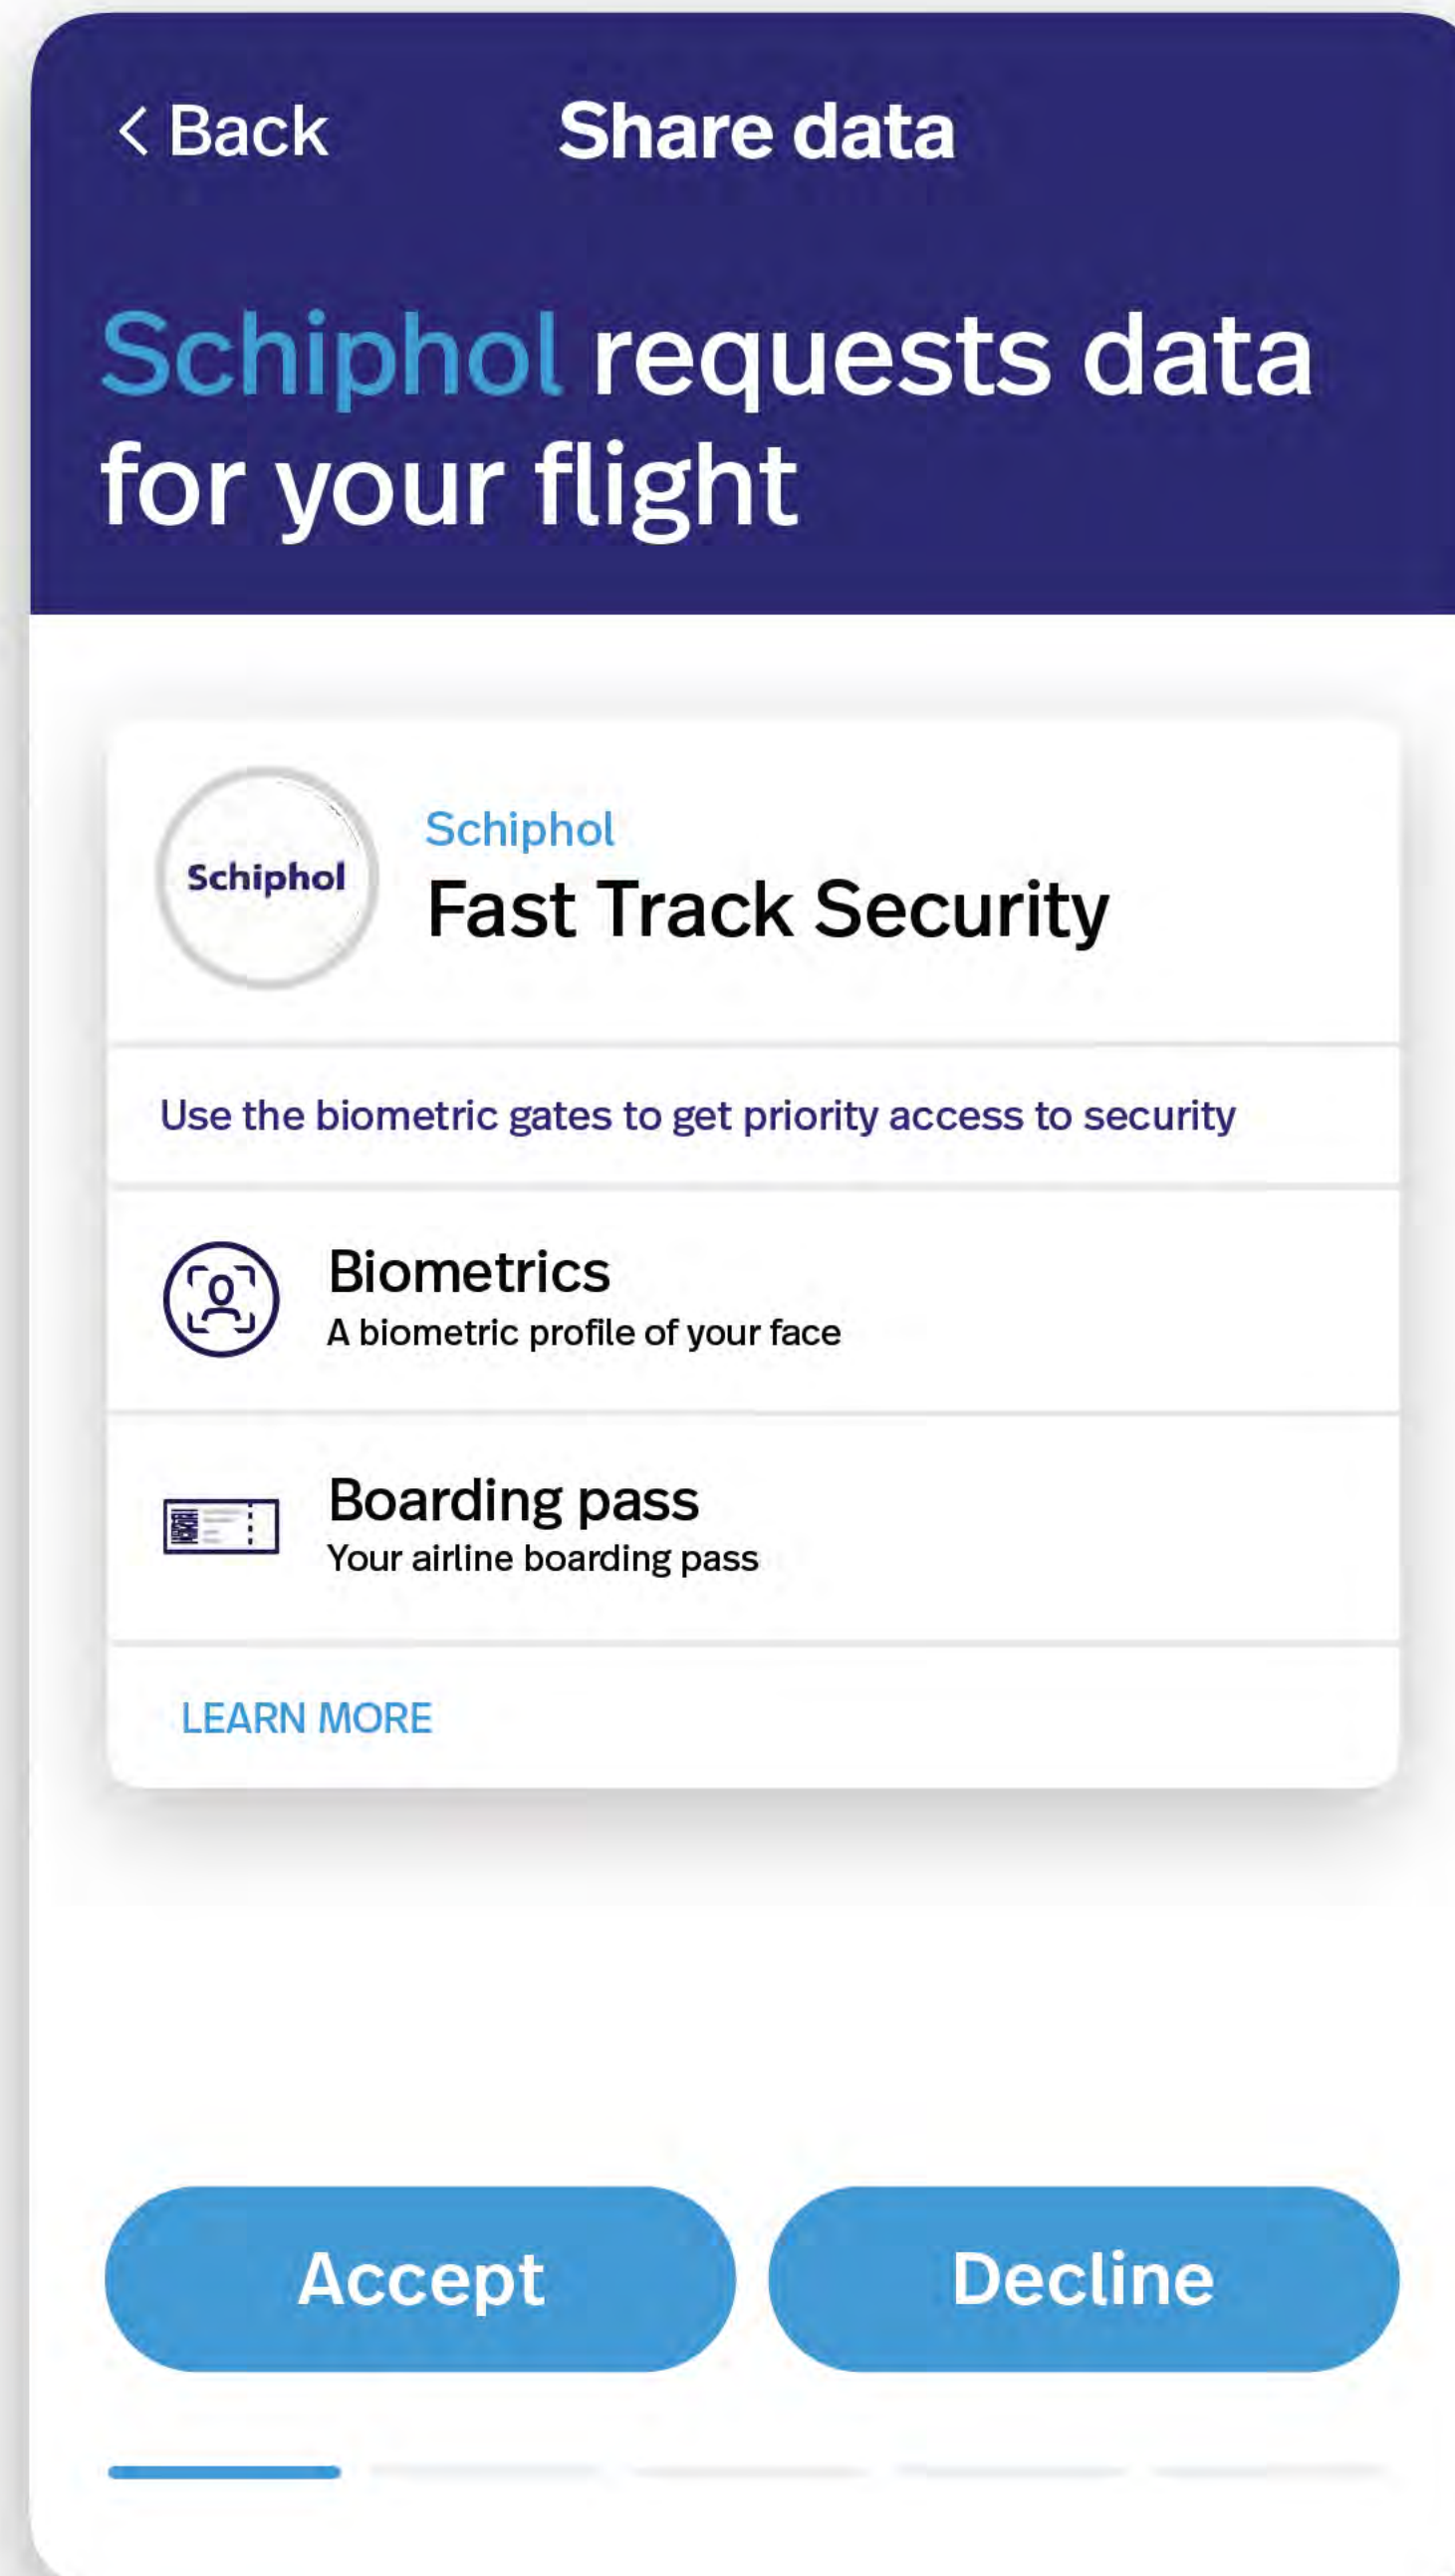 < Back
Share data
Schiphol requests data
for your flight
Schiphol
Schiphol
Fast Track Security
Use the biometric gates to get priority access to security
Biometrics
A biometric profile of your face
Boarding pass
Your airline boarding pass
LEARN MORE
Accept
Decline